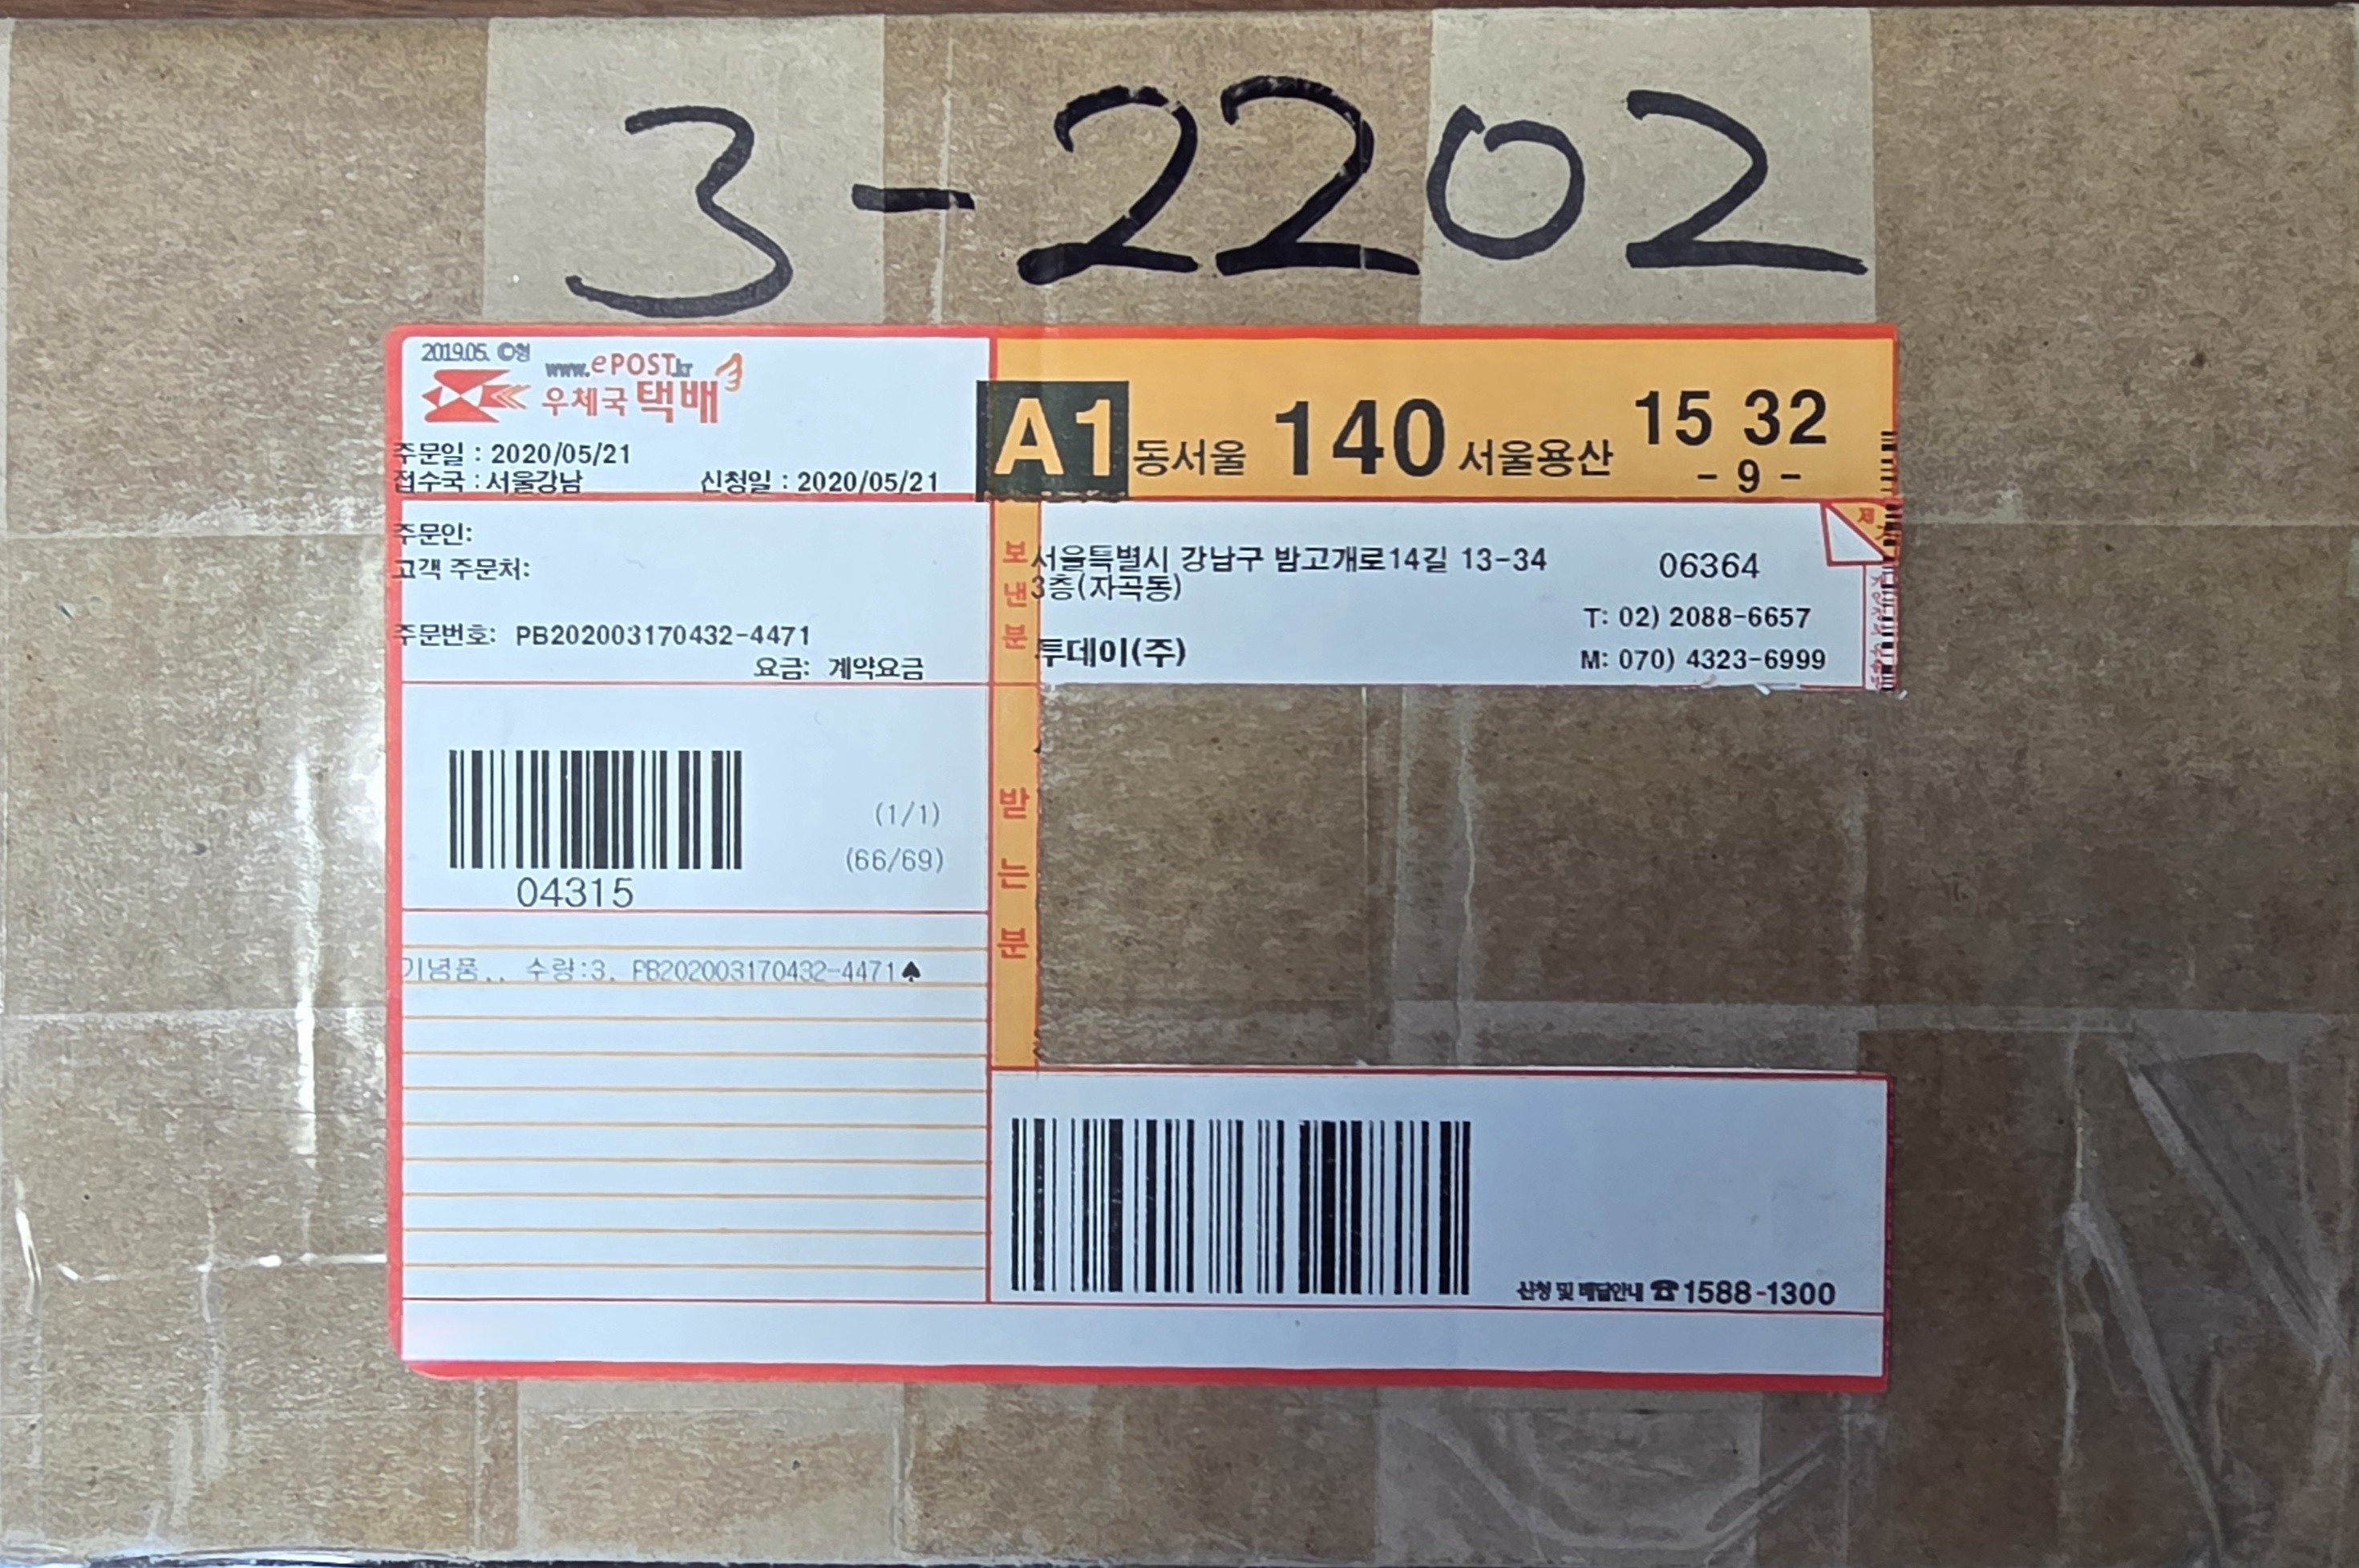 3-2202
2019.05. ⓒ형
www.ePOST.kr
우체국 택배
주문일 : 2020/05/21
접수국 : 서울강남 신청일 : 2020/05/21
A1 동서울 140 서울용산 15 32
- 9 -
주문인:
고객 주문처:
주문번호: PB202003170432-4471
요금: 계약요금
보낸분
서울특별시 강남구 밤고개로14길 13-34
3층(자곡동)
06364
T: 02) 2088-6657
투데이(주)
M: 070) 4323-6999
제
(1/1)
(66/69)
04315
받는분
기념품.. 수량:3. PB202003170432-4471♠
신청 및 배달안내 ☎1588-1300